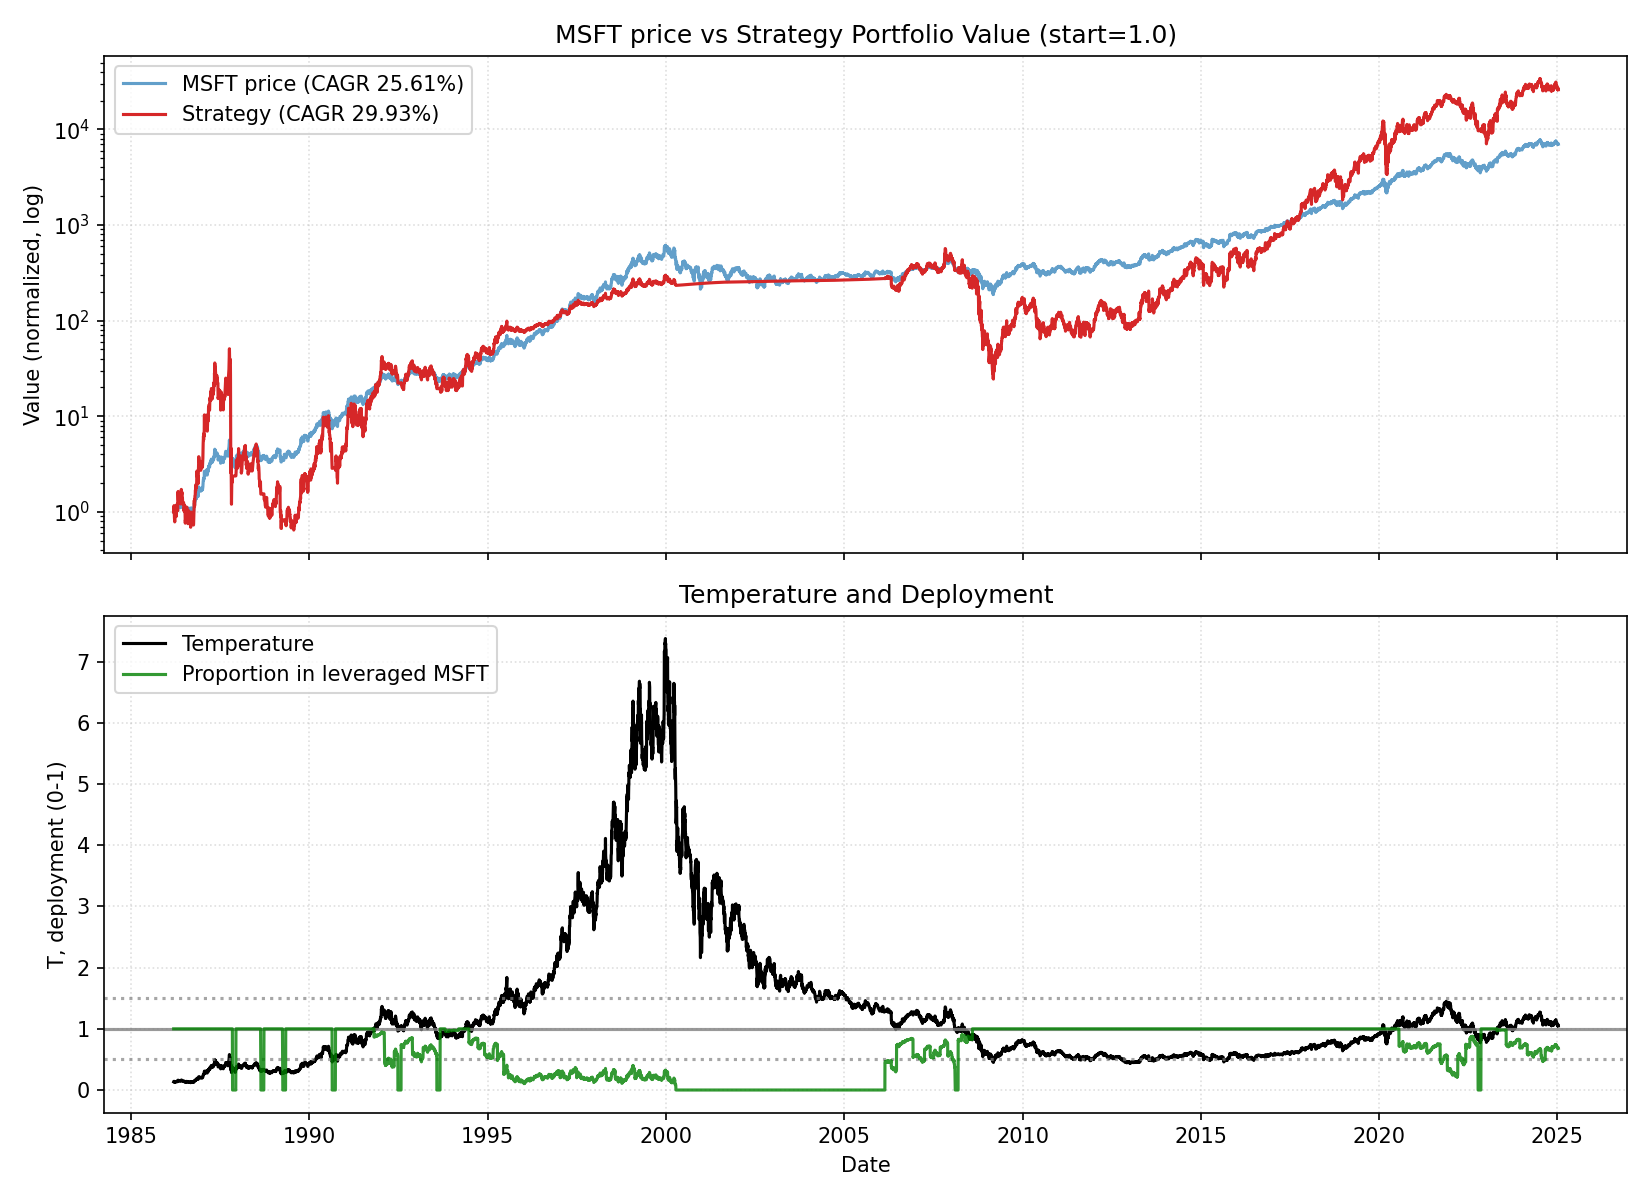 MSFT price vs Strategy Portfolio Value (start=1.0)
MSFT price (CAGR 25.61%)
Strategy (CAGR 29.93%)
Value (normalized, log)
10⁴
10³
10²
10¹
10⁰
Temperature and Deployment
Temperature
Proportion in leveraged MSFT
T, deployment (0-1)
7
6
5
4
3
2
1
0
1985 1990 1995 2000 2005 2010 2015 2020 2025
Date